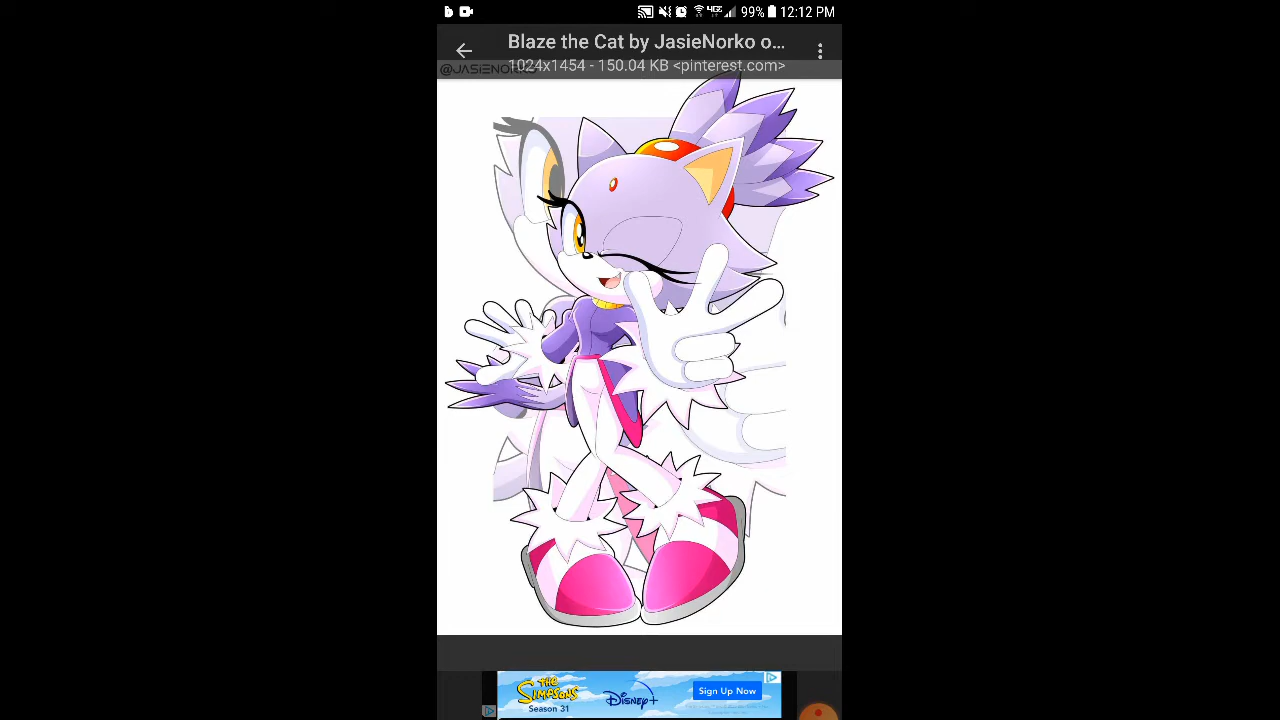 99% 12:12 PM
Blaze the Cat by JasieNorko o...
1024x1454 - 150.04 KB <pinterest.com>
@JASIENORKO
THE SIMPSONS
Season 31
Disney+
Sign Up Now